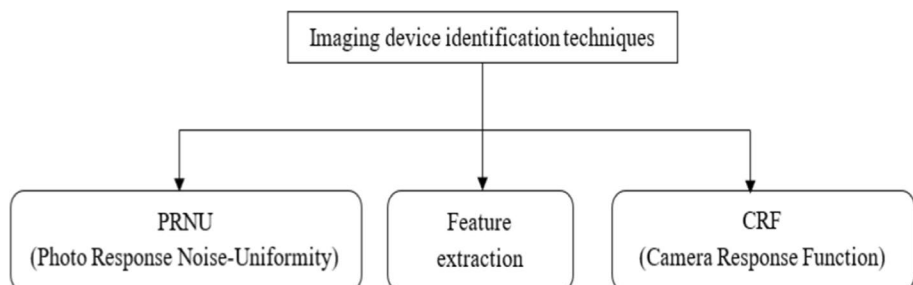 Imaging device identification techniques
PRNU
(Photo Response Noise-Uniformity)
Feature
extraction
CRF
(Camera Response Function)